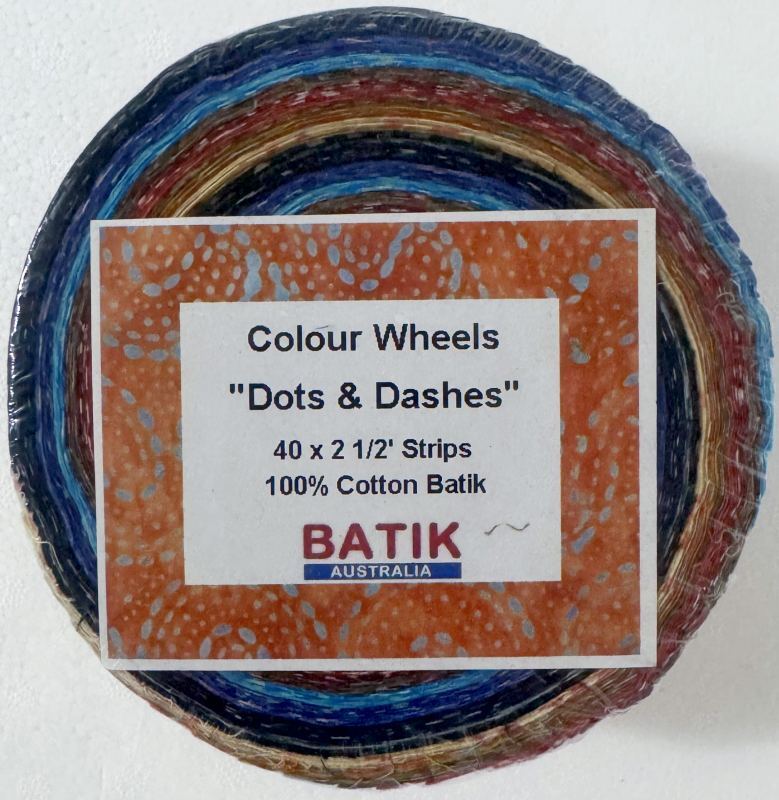 Colour Wheels
"Dots & Dashes"
40 x 2 1/2' Strips
100% Cotton Batik
BATIK
AUSTRALIA